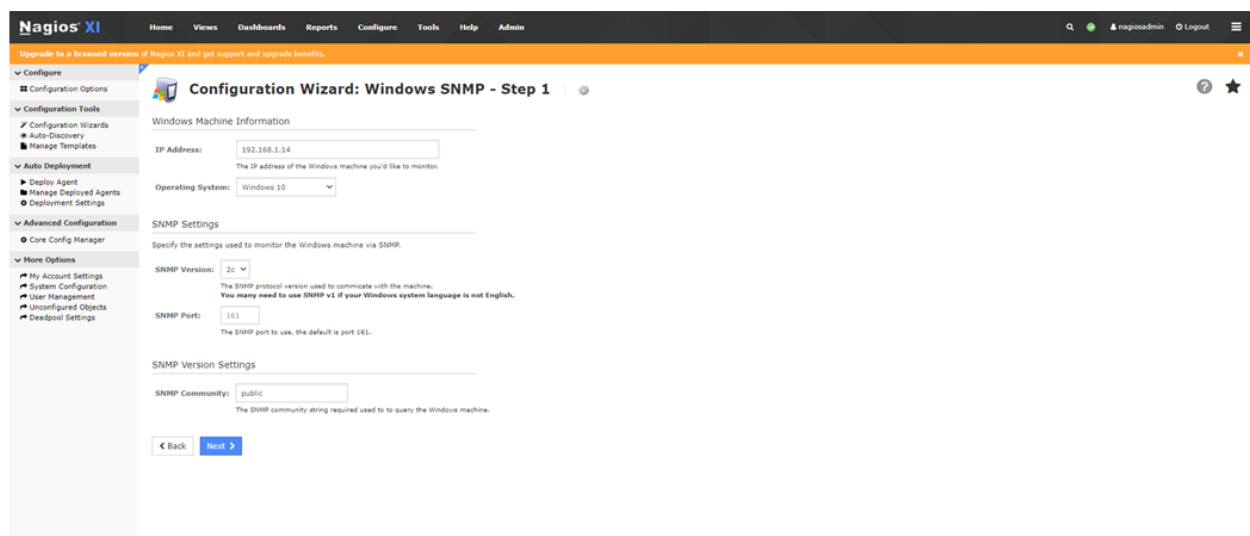 Nagios® XI Home Views Dashboards Reports Configure Tools Help Admin nagiosadmin Logout
Upgrade to a licensed version of Nagios XI and get support and upgrade benefits.
Configure
Configuration Options
Configuration Tools
Configuration Wizards
Auto-Discovery
Manage Templates
Auto Deployment
Deploy Agent
Manage Deployed Agents
Deployment Settings
Advanced Configuration
Core Config Manager
More Options
My Account Settings
System Configuration
User Management
Unconfigured Objects
Deadpool Settings
Configuration Wizard: Windows SNMP - Step 1
Windows Machine Information
IP Address: 192.168.1.14
The IP address of the Windows machine you'd like to monitor.
Operating System: Windows 10
SNMP Settings
Specify the settings used to monitor the Windows machine via SNMP.
SNMP Version: 2c
The SNMP protocol version used to commicate with the machine.
You many need to use SNMP v1 if your Windows system language is not English.
SNMP Port: 161
The SNMP port to use, the default is port 161.
SNMP Version Settings
SNMP Community: public
The SNMP community string required used to to query the Windows machine.
Back Next